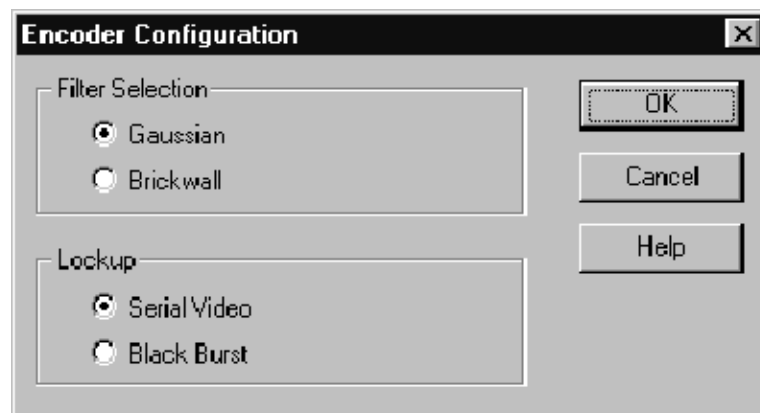 Encoder Configuration
Filter Selection
Gaussian
Brickwall
Lockup
Serial Video
Black Burst
OK
Cancel
Help